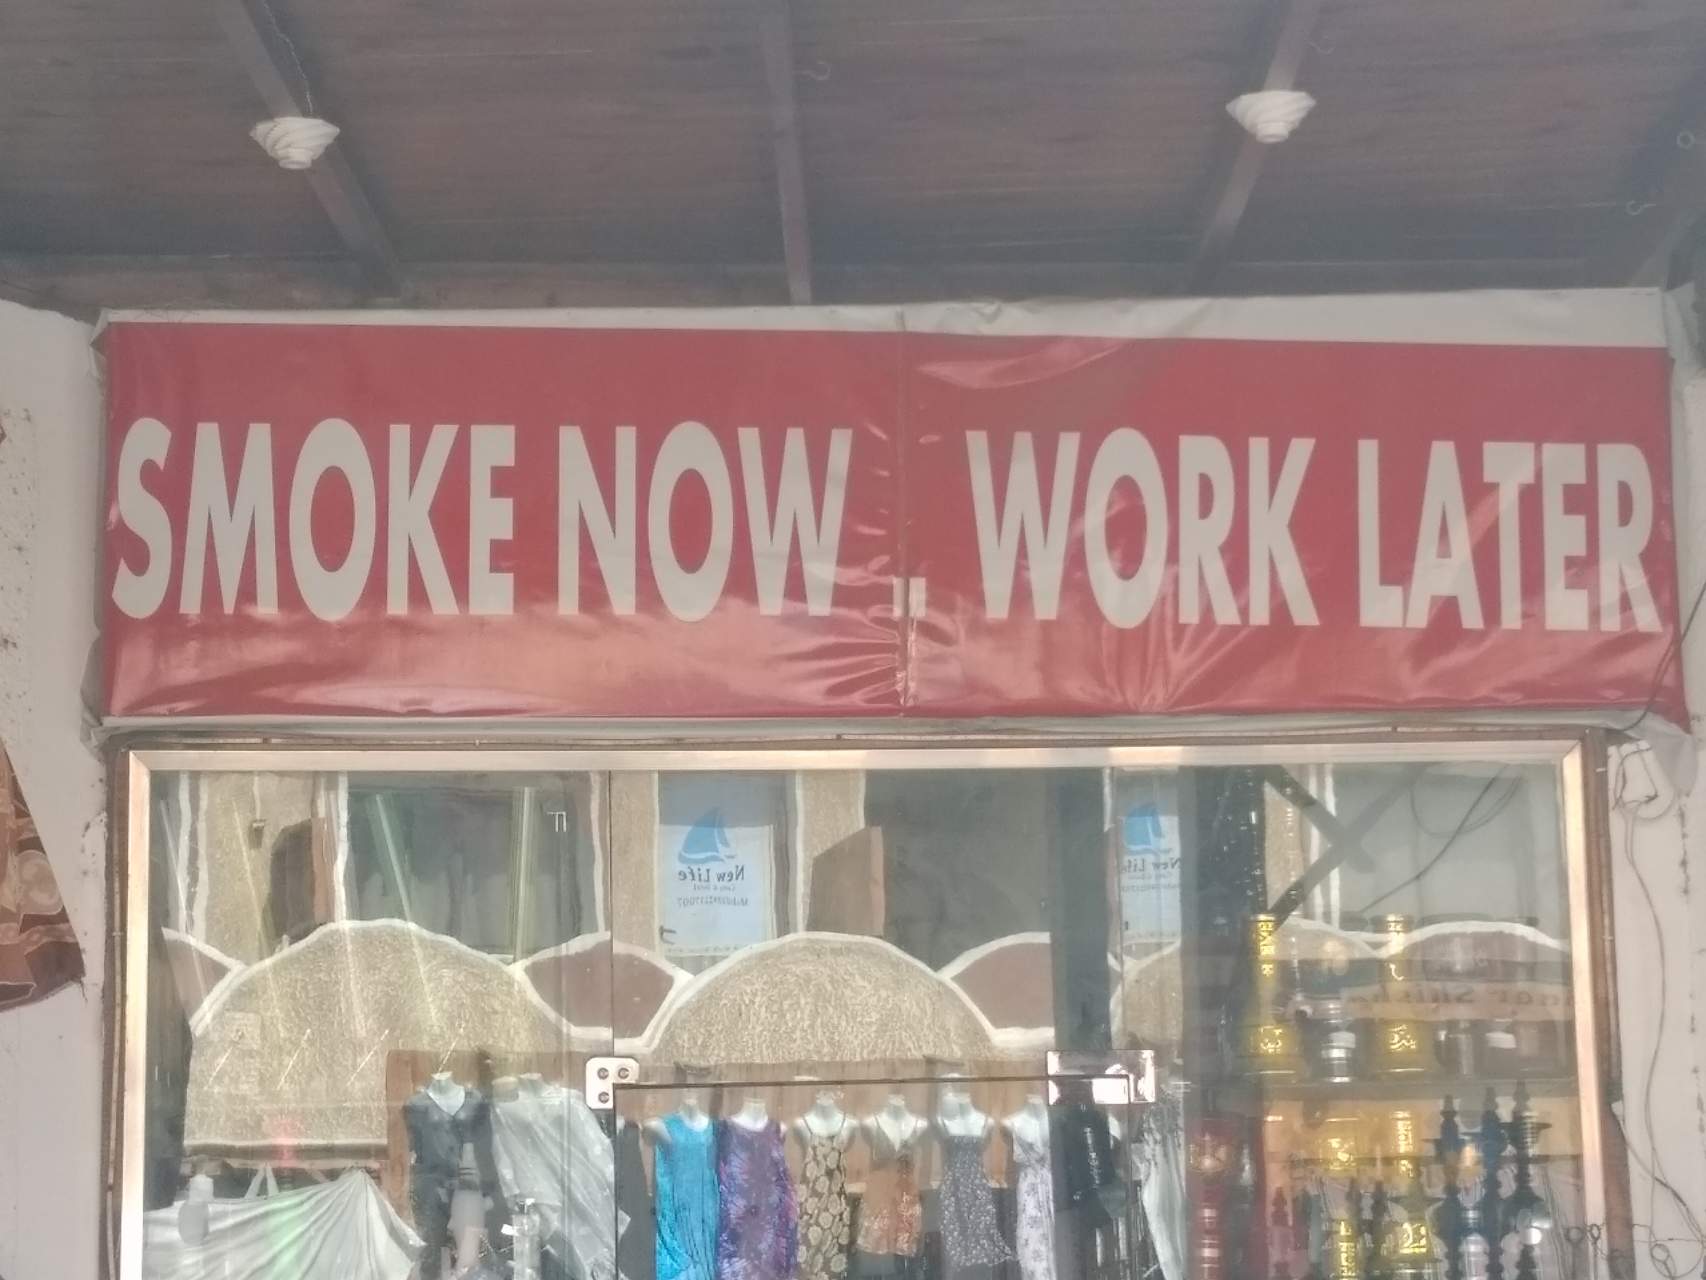 SMOKE NOW .. WORK LATER
New Life